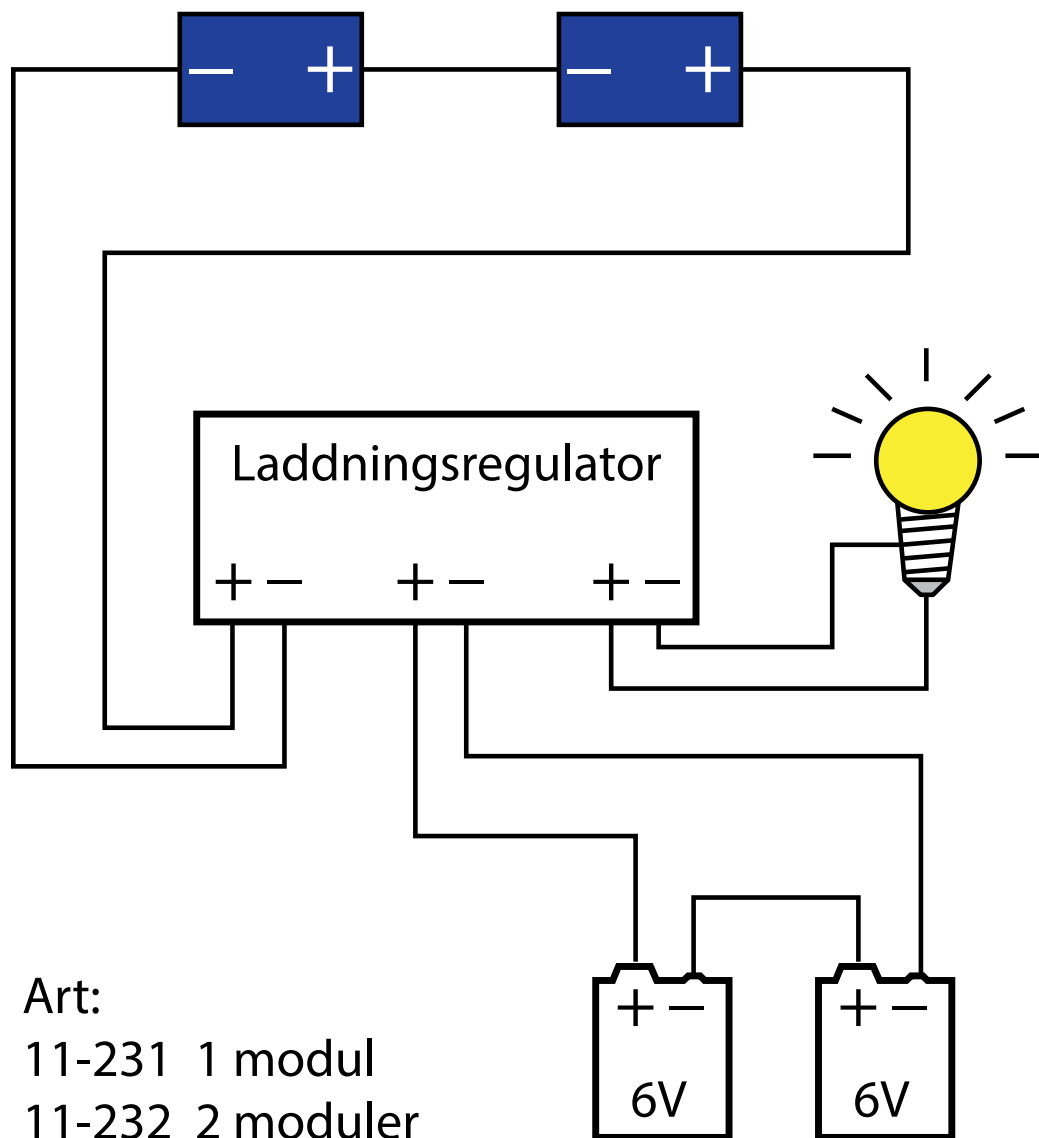 − + − +
Laddningsregulator
+ − + − + −
+ − + −
6V 6V
Art:
11-231 1 modul
11-232 2 moduler